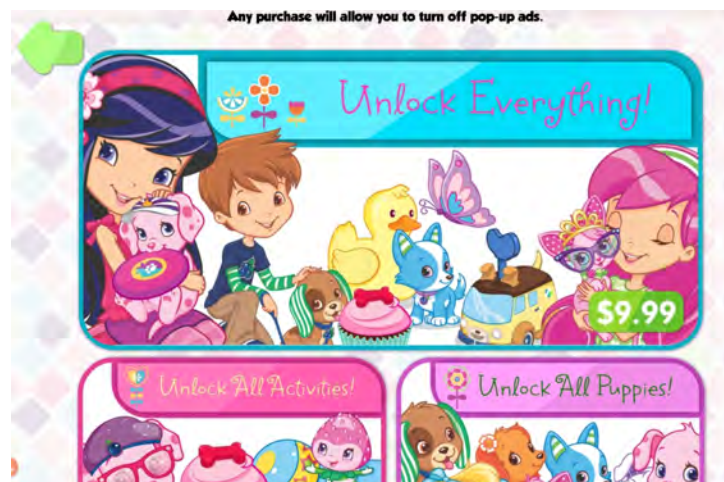 Any purchase will allow you to turn off pop-up ads.
Unlock Everything!
$9.99
Unlock All Activities!
Unlock All Puppies!